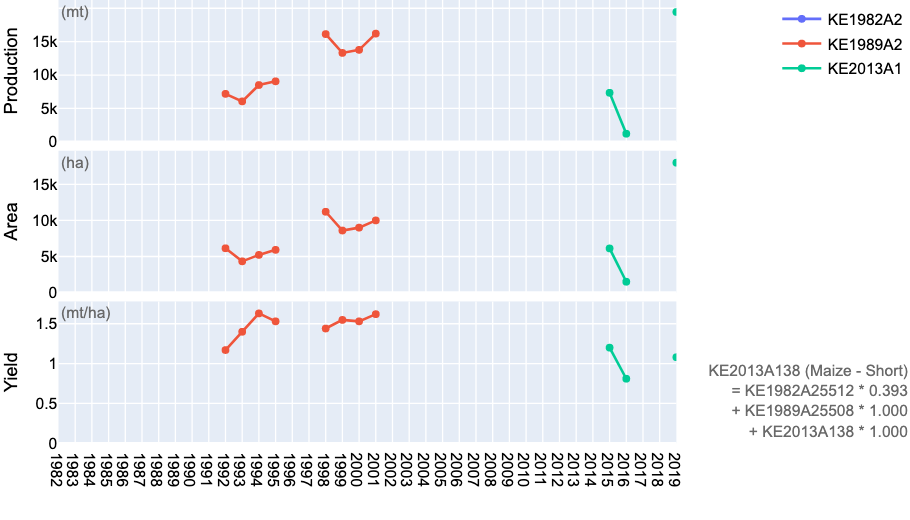 (mt)
Production
15k
10k
5k
0
KE1982A2
KE1989A2
KE2013A1
(ha)
Area
15k
10k
5k
0
(mt/ha)
Yield
1.5
1
0.5
0
KE2013A138 (Maize - Short)
= KE1982A25512 * 0.393
+ KE1989A25508 * 1.000
+ KE2013A138 * 1.000
1982
1983
1984
1985
1986
1987
1988
1989
1990
1991
1992
1993
1994
1995
1996
1997
1998
1999
2000
2001
2002
2003
2004
2005
2006
2007
2008
2009
2010
2011
2012
2013
2014
2015
2016
2017
2018
2019